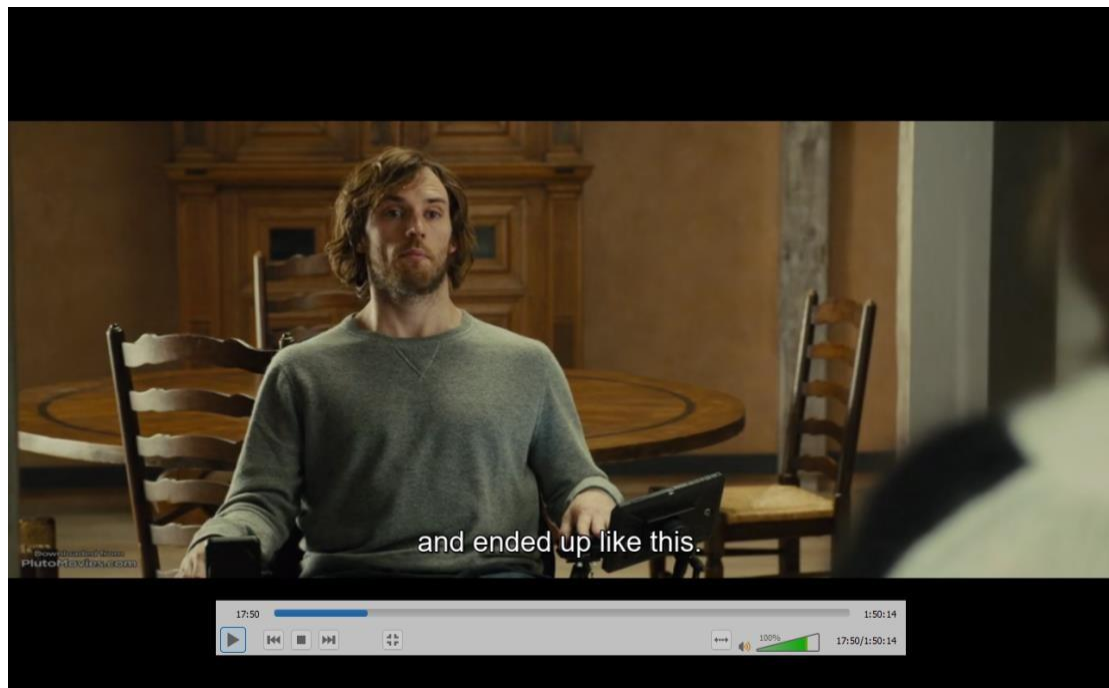 and ended up like this.
Downloaded from
PlutoMovies.com
17:50
1:50:14
100%
17:50/1:50:14